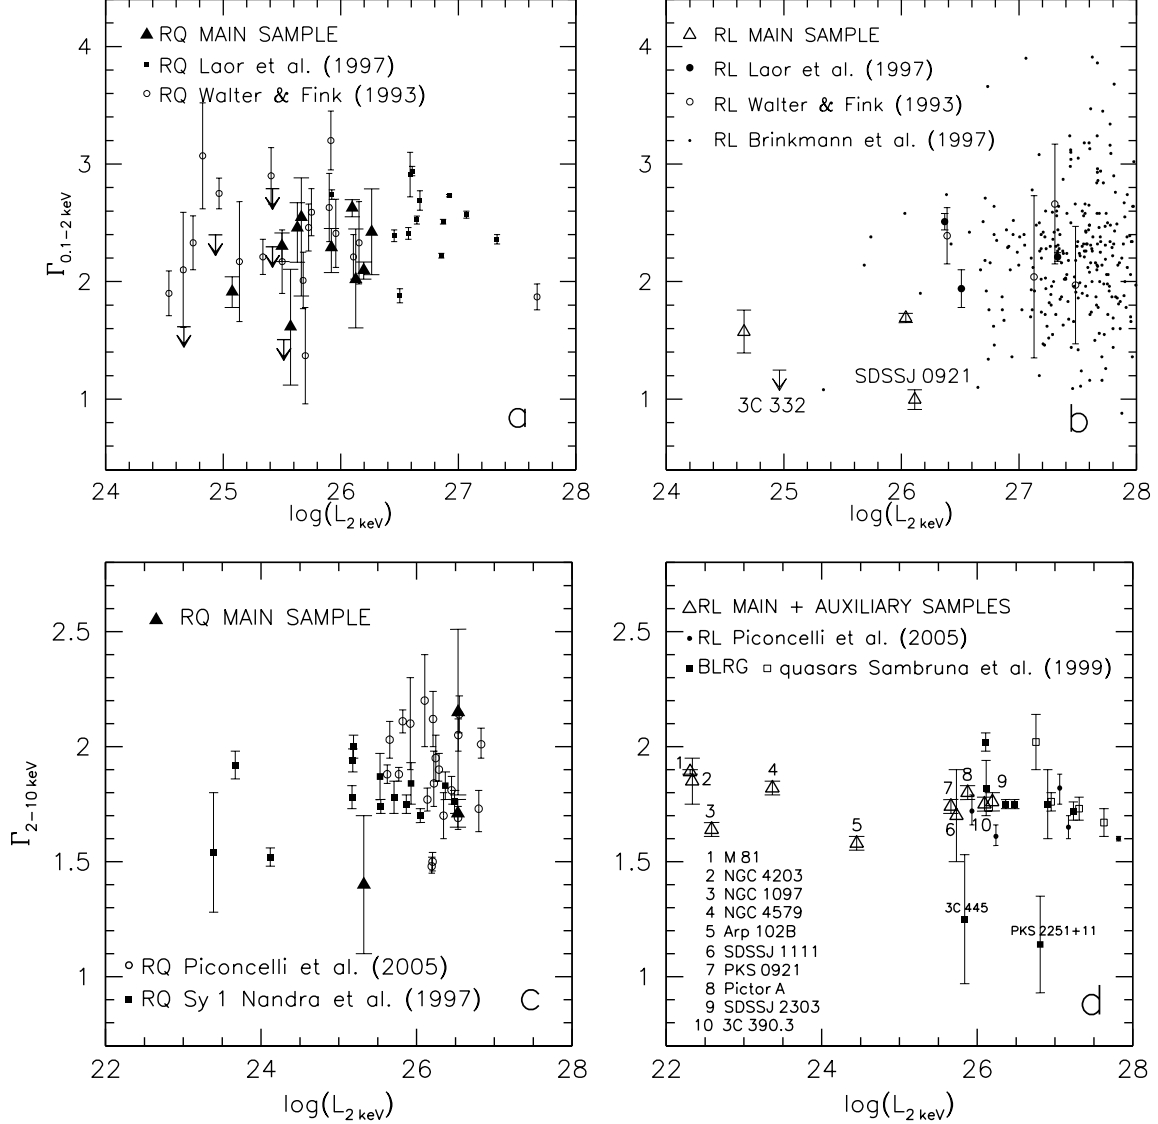 RQ MAIN SAMPLE
RQ Laor et al. (1997)
RQ Walter & Fink (1993)
4
3
2
1
Γ0.1−2 keV
a
24 25 26 27 28
log(L2 keV)
RL MAIN SAMPLE
RL Laor et al. (1997)
RL Walter & Fink (1993)
RL Brinkmann et al. (1997)
4
3
2
1
SDSSJ 0921
3C 332
b
24 25 26 27 28
log(L2 keV)
RQ MAIN SAMPLE
2.5
2
1.5
1
Γ2−10 keV
RQ Piconcelli et al. (2005)
RQ Sy 1 Nandra et al. (1997)
c
22 24 26 28
log(L2 keV)
RL MAIN + AUXILIARY SAMPLES
RL Piconcelli et al. (2005)
BLRG quasars Sambruna et al. (1999)
2.5
2
1.5
1
1
2
3
4
5
6
7
8
9
10
3C 445
PKS 2251+11
1 M 81
2 NGC 4203
3 NGC 1097
4 NGC 4579
5 Arp 102B
6 SDSSJ 1111
7 PKS 0921
8 Pictor A
9 SDSSJ 2303
10 3C 390.3
d
22 24 26 28
log(L2 keV)